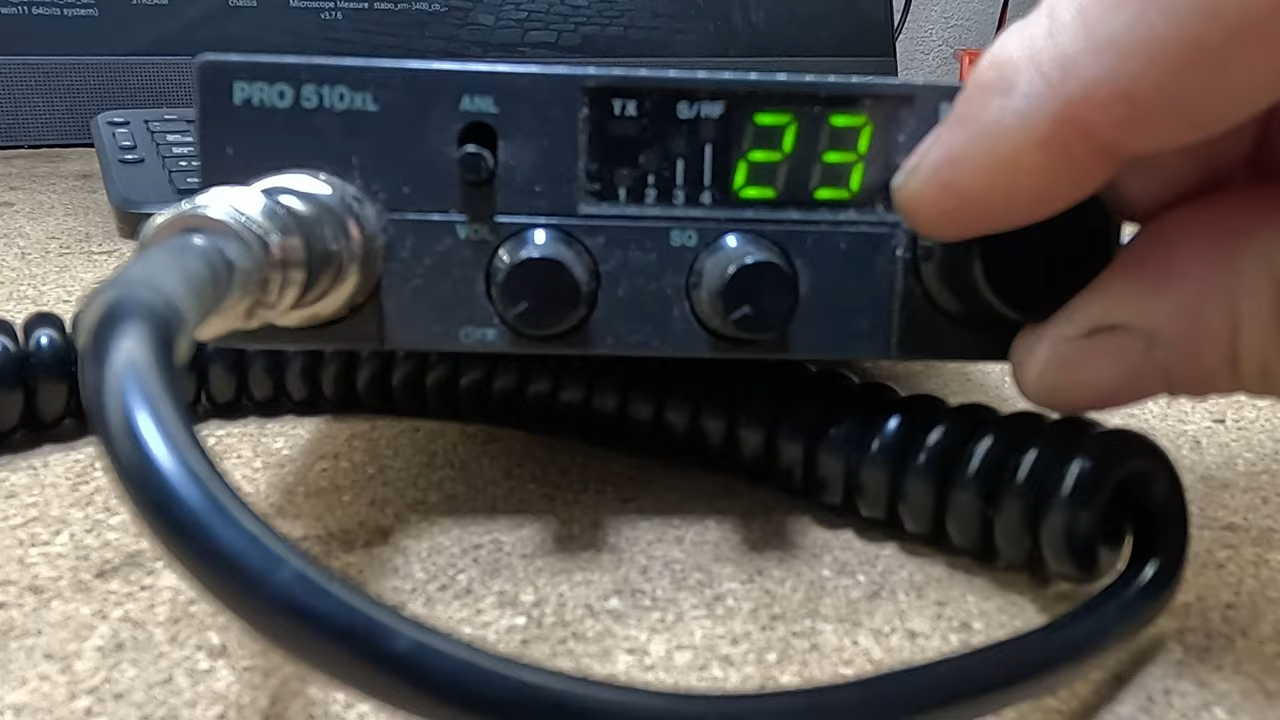 win11 64bits system)
STREAM
chassis
Microscope Measure
v3.7.6
stabo_xm-3400_cb_...
PRO 510XL
ANL
TX
S/RF
23
1 2 3 4
VOL
SQ
OFF